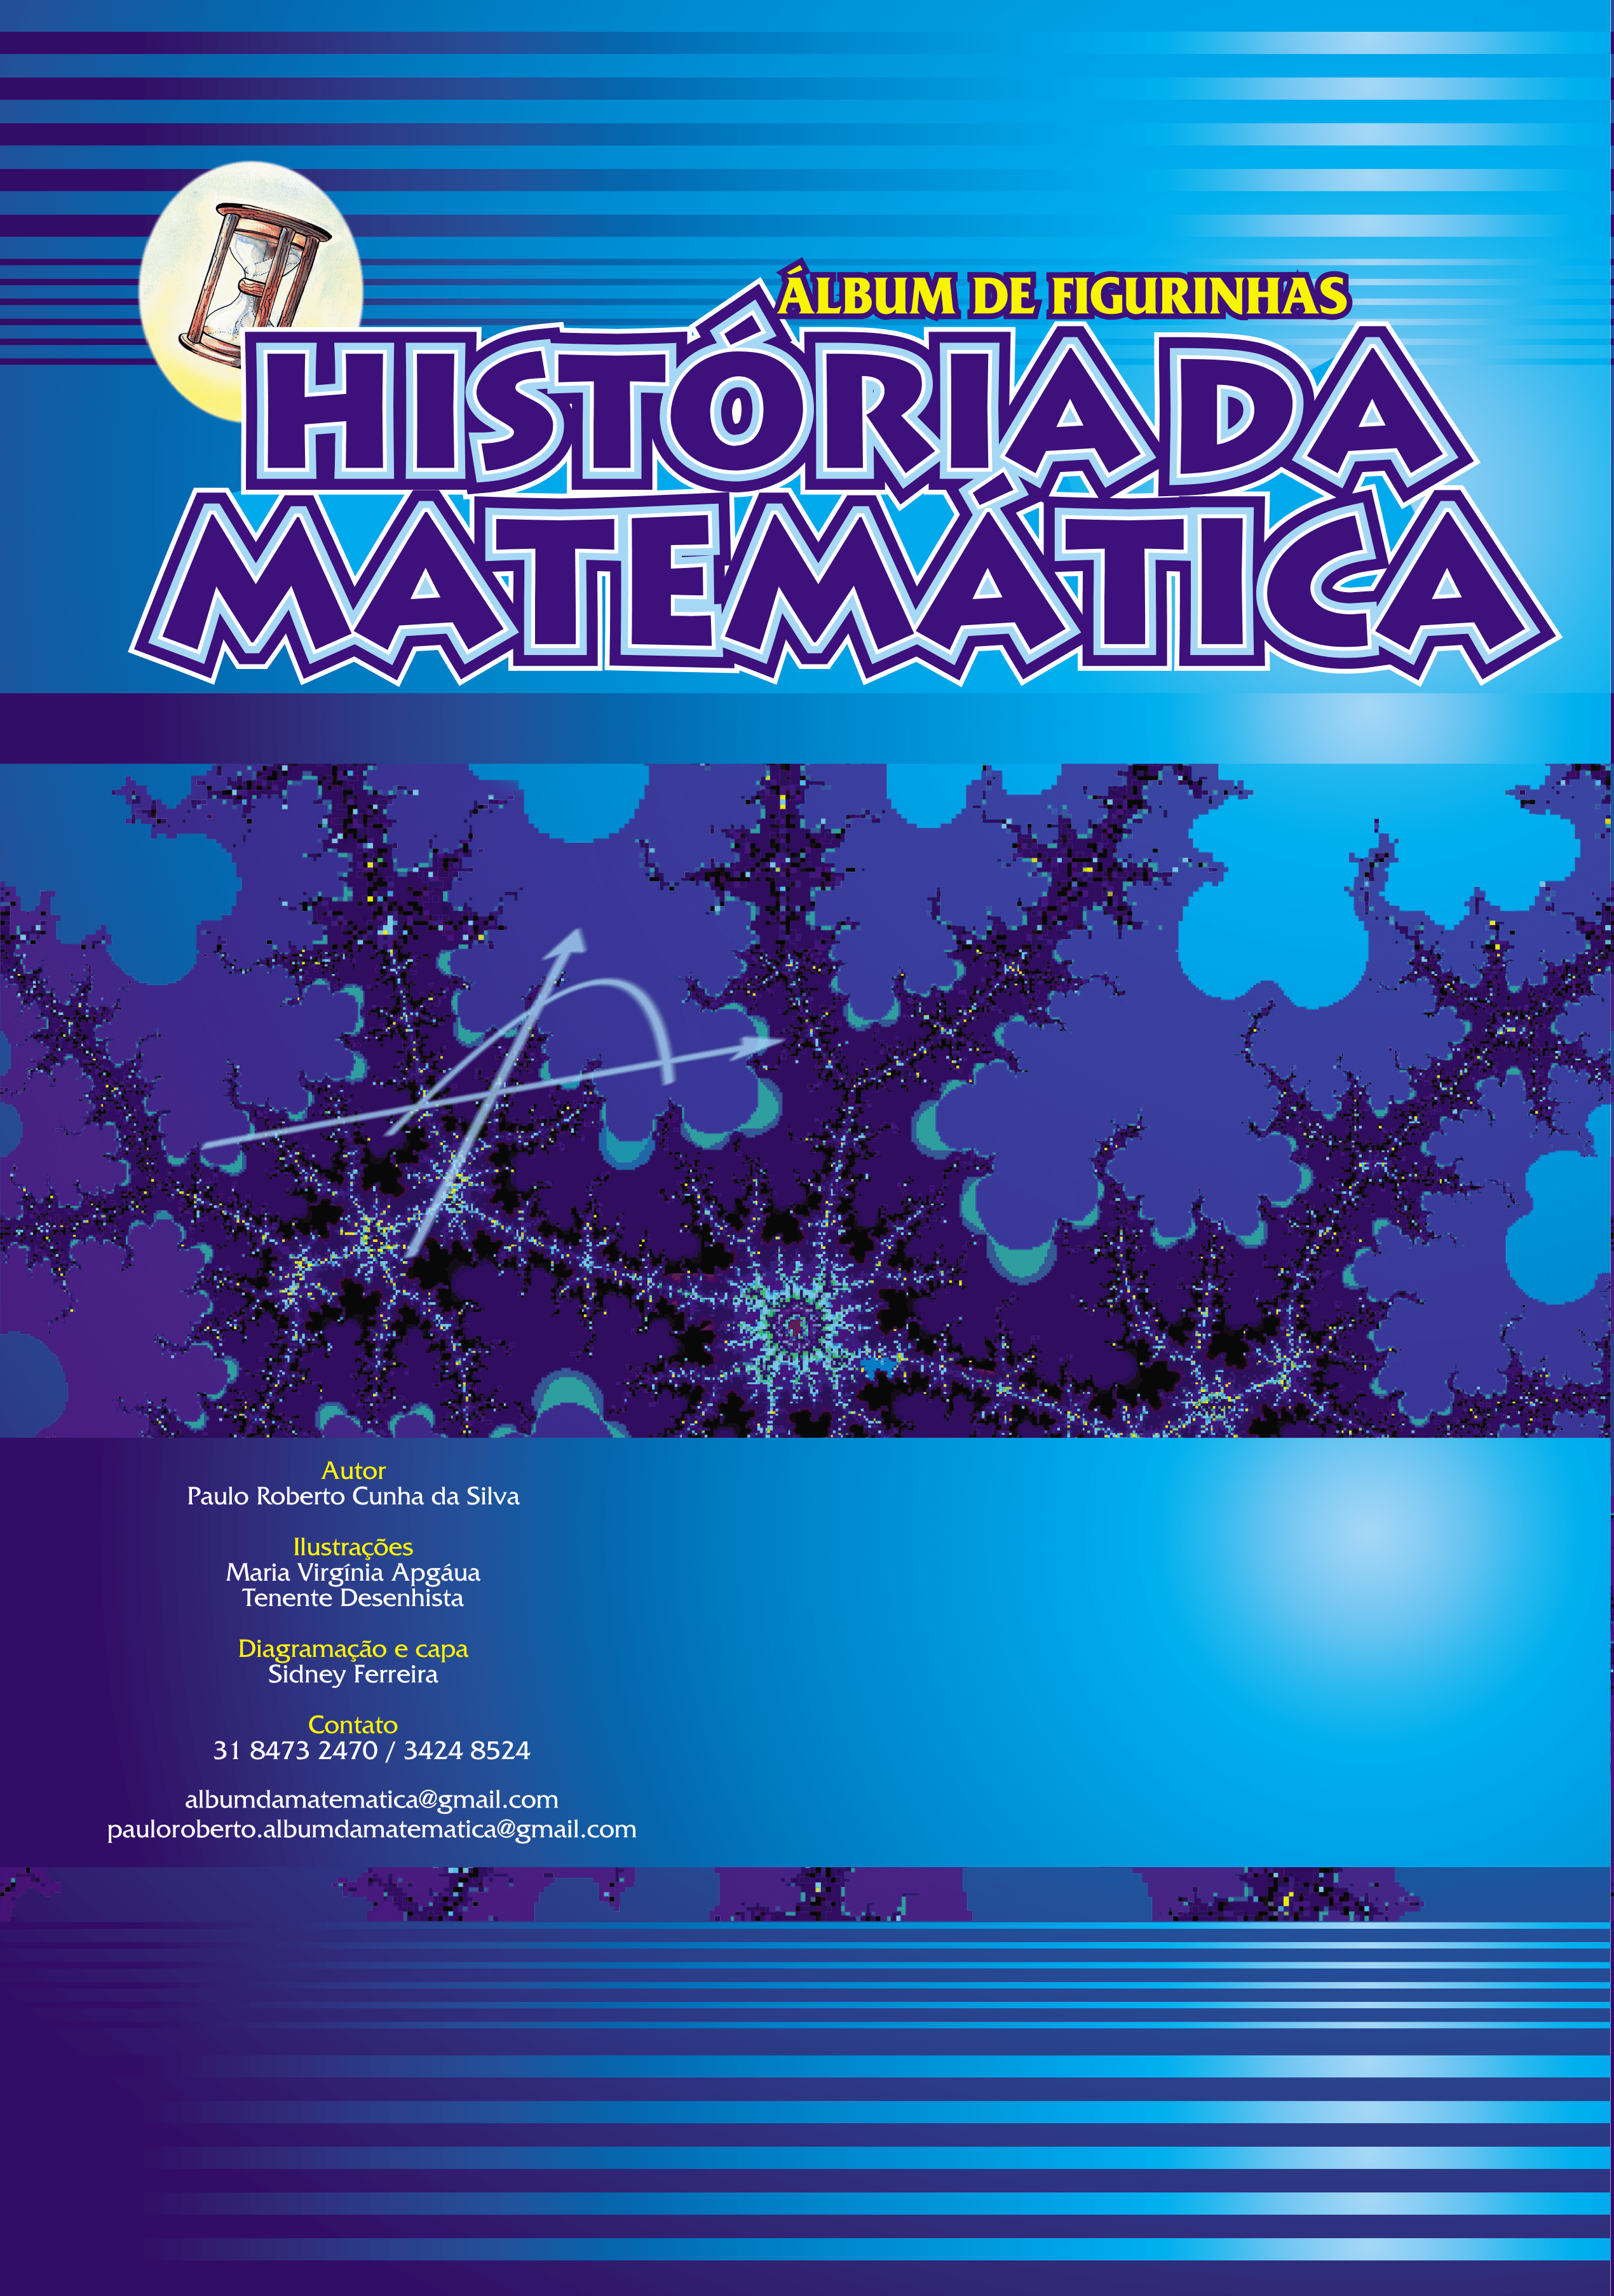 ÁLBUM DE FIGURINHAS
HISTÓRIA DA
MATEMÁTICA
Autor
Paulo Roberto Cunha da Silva
Ilustrações
Maria Virgínia Apgáua
Tenente Desenhista
Diagramação e capa
Sidney Ferreira
Contato
31 8473 2470 / 3424 8524
albumdamatematica@gmail.com
pauloroberto.albumdamatematica@gmail.com